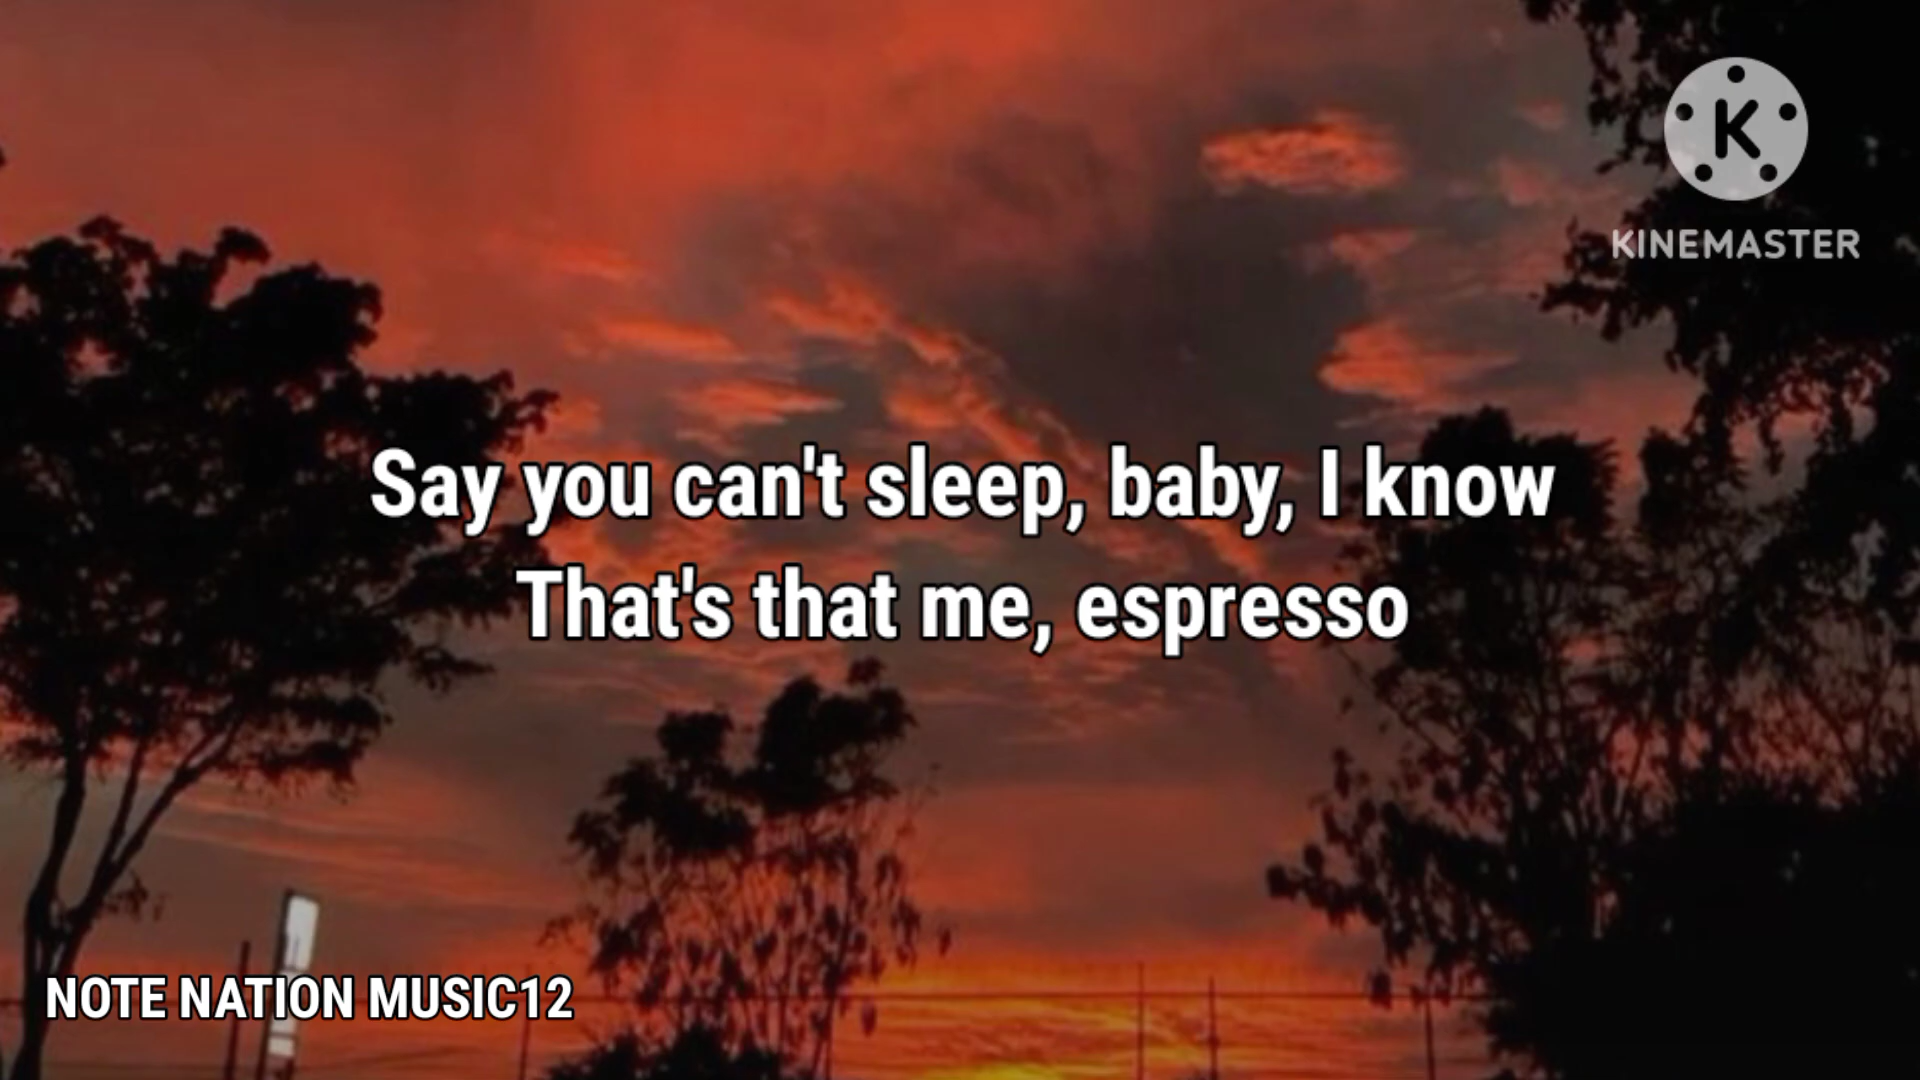 K
KINEMASTER
Say you can't sleep, baby, I know
That's that me, espresso
NOTE NATION MUSIC12